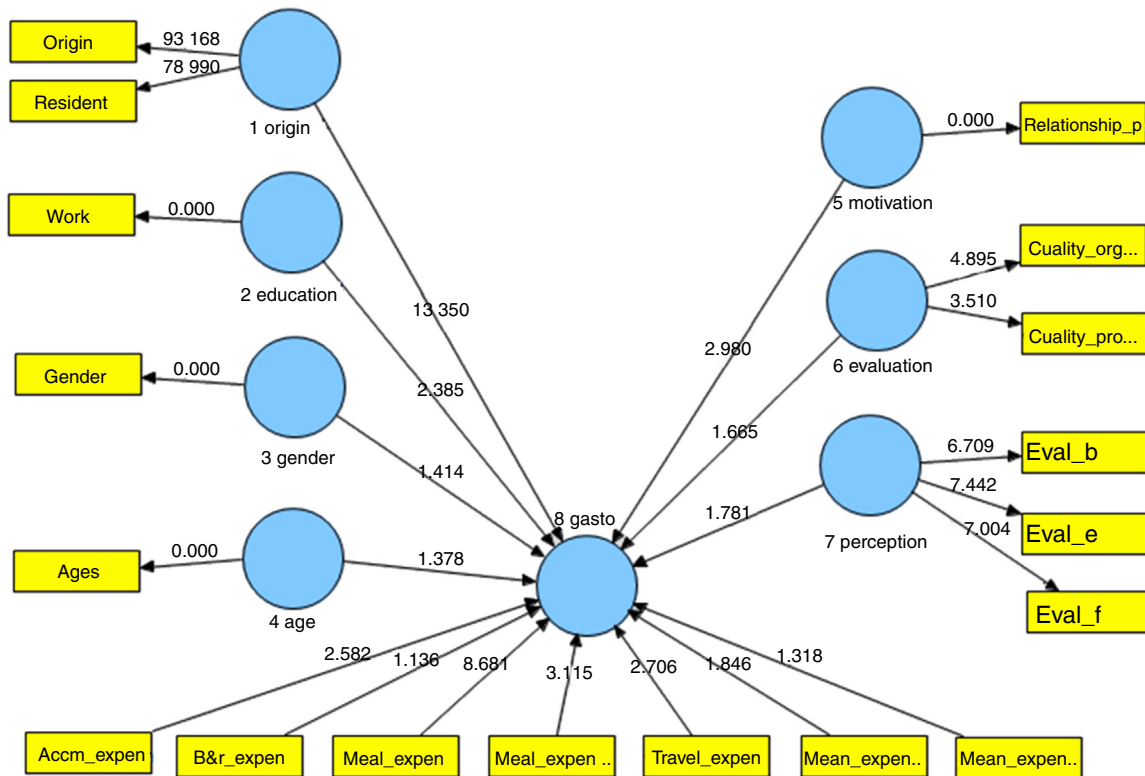 Origin
93 168
78 990
Resident
1 origin
Work
0.000
2 education
13 350
2.385
Gender
0.000
3 gender
1.414
Ages
0.000
4 age
1.378
0.000
Relationship_p
5 motivation
2.980
4.895
Cuality_org...
3.510
Cuality_pro...
6 evaluation
1.665
6.709
Eval_b
7.442
Eval_e
7.004
Eval_f
7 perception
1.781
8 gasto
2.582
1.136
8.681
3.115
2.706
1.846
1.318
Accm_expen
B&r_expen
Meal_expen
Meal_expen ..
Travel_expen
Mean_expen..
Mean_expen..